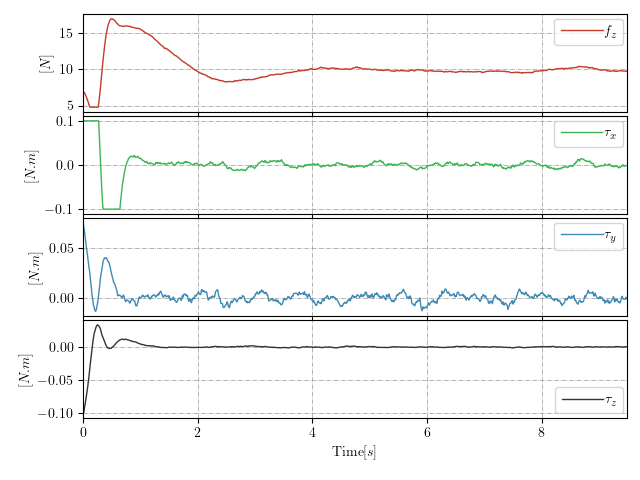 15
10
5
[N]
f_z
0.1
0.0
−0.1
[N.m]
τ_x
0.05
0.00
[N.m]
τ_y
0.00
−0.05
−0.10
[N.m]
τ_z
0 2 4 6 8
Time[s]